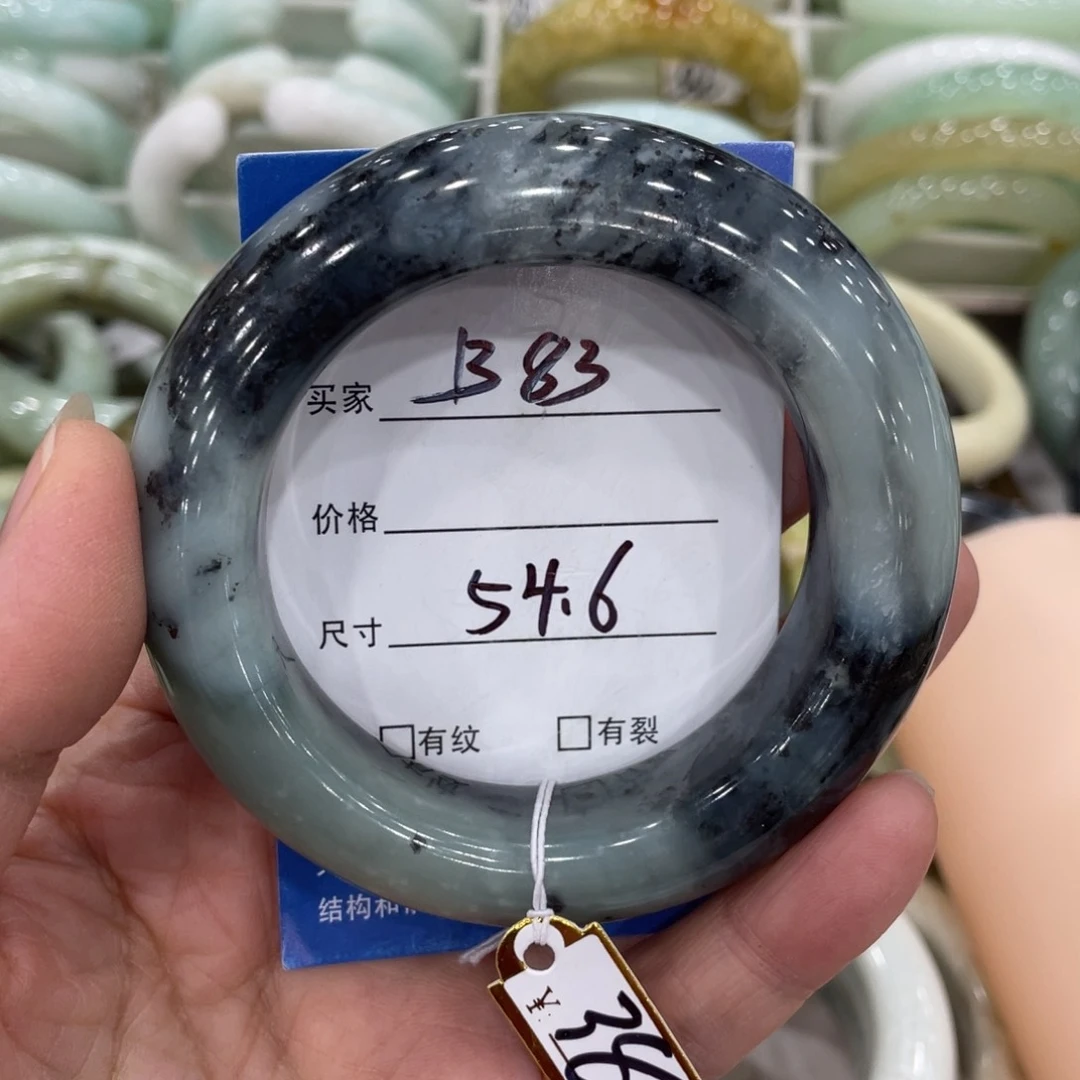 买家 B83
价格
尺寸 54.6
□有纹 □有裂
结构和